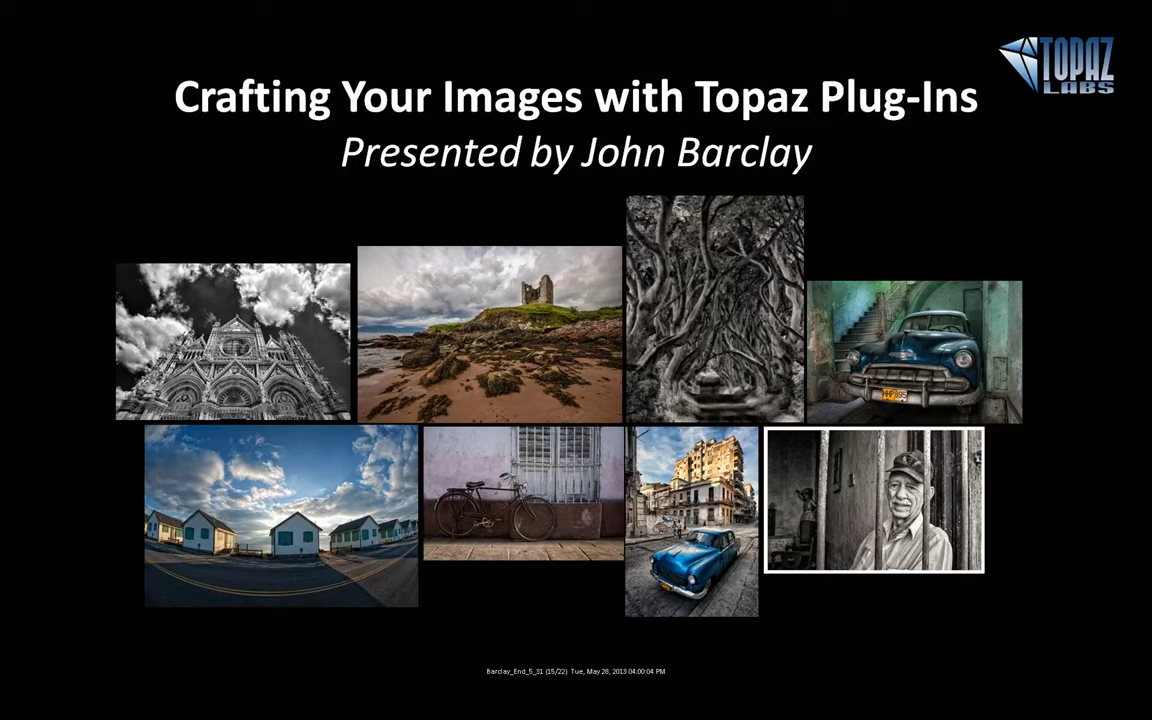 TOPAZ
LABS
Crafting Your Images with Topaz Plug-Ins
Presented by John Barclay
Barclay_End_5_31 (15/22) Tue, May 28, 2013 04:00:04 PM